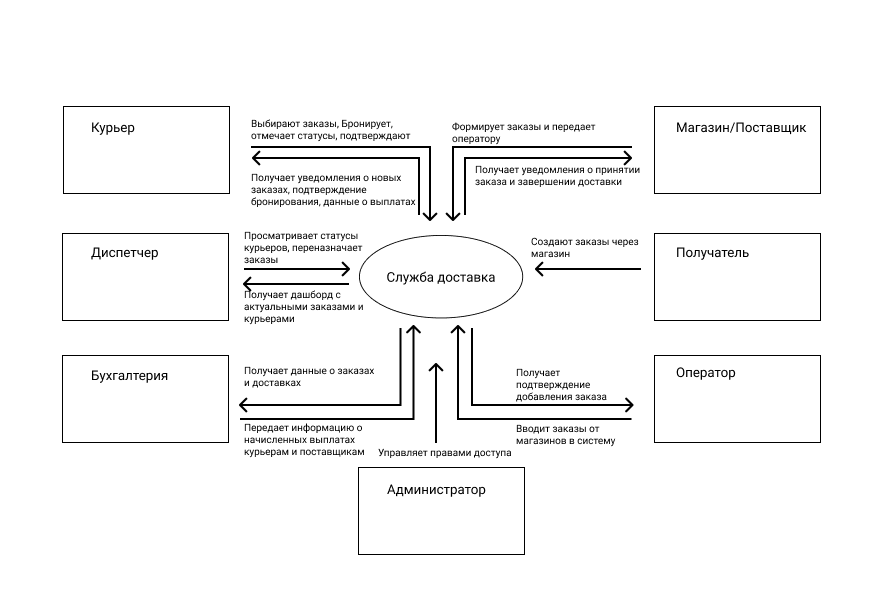 Курьер
Выбирают заказы, Бронирует,
отмечает статусы, подтверждают
Получает уведомления о новых
заказах, подтверждение
бронирования, данные о выплатах
Формирует заказы и передает
оператору
Получает уведомления о принятии
заказа и завершении доставки
Магазин/Поставщик
Диспетчер
Просматривает статусы
курьеров, переназначает
заказы
Получает дашборд с
актуальными заказами и
курьерами
Служба доставка
Создают заказы через
магазин
Получатель
Бухгалтерия
Получает данные о заказах
и доставках
Передает информацию о
начисленных выплатах
курьерам и поставщикам
Управляет правами доступа
Получает
подтверждение
добавления заказа
Вводит заказы от
магазинов в систему
Оператор
Администратор